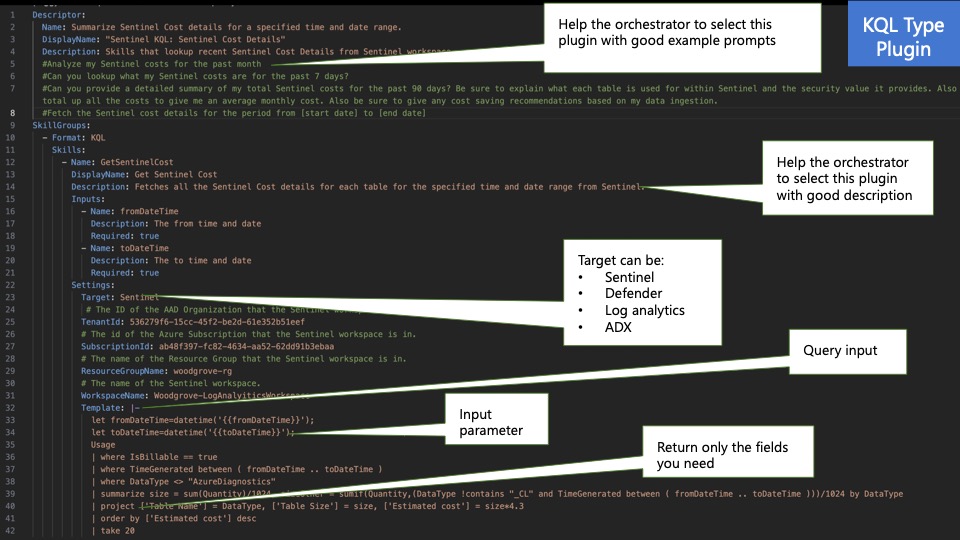 KQL Type
Plugin
Help the orchestrator to select this
plugin with good example prompts
1 Descriptor:
2 Name: Summarize Sentinel Cost details for a specified time and date range.
3 DisplayName: "Sentinel KQL: Sentinel Cost Details"
4 Description: Skills that lookup recent Sentinel Cost Details from Sentinel
5 #Analyze my Sentinel costs for the past month
6 #Can you lookup what my Sentinel costs are for the past 7 days?
7 #Can you provide a detailed summary of my total Sentinel costs for the past 90 days? Be sure to explain what each table is used for within Sentinel and the security value it provides. Also
total up all the costs to give me an average monthly cost. Also be sure to give any cost saving recommendations based on my data ingestion.
8 #Fetch the Sentinel cost details for the period from [start date] to [end date]
9 SkillGroups:
10 - Format: KQL
11 Skills:
12 - Name: GetSentinelCost
13 DisplayName: Get Sentinel Cost
14 Description: Fetches all the Sentinel Cost details for each table for the specified time and date range from Sentinel.
Help the orchestrator
to select this plugin
with good description
15 Inputs:
16 - Name: fromDateTime
17 Description: The from time and date
18 Required: true
19 - Name: toDateTime
20 Description: The to time and date
21 Required: true
22 Settings:
23 Target: Sentinel
Target can be:
• Sentinel
• Defender
• Log analytics
• ADX
24 # The ID of the AAD Organization that the Sentinel
25 TenantId: 536279f6-15cc-45f2-be2d-61e352b51eef
26 # The id of the Azure Subscription that the Sentinel workspace is in.
27 SubscriptionId: ab48f397-fc82-4634-aa52-62dd91b3ebaa
28 # The name of the Resource Group that the Sentinel workspace is in.
29 ResourceGroupName: woodgrove-rg
30 # The name of the Sentinel workspace.
31 WorkspaceName:
32 Template: |-
Query input
33 let fromDateTime=datetime('{{fromDateTime}}');
34 let toDateTime=datetime('{{toDateTime}}');
Input
parameter
35 Usage
36 | where IsBillable == true
37 | where TimeGenerated between ( fromDateTime .. toDateTime )
38 | where DataType <> "AzureDiagnostics"
Return only the fields
you need
39 | summarize size = sum(Quantity)/1024, = sumif(Quantity,(DataType !contains "_CL" and TimeGenerated between ( fromDateTime .. toDateTime )))/1024 by DataType
40 | project ['Table Name'] = DataType, ['Table Size'] = size, ['Estimated cost'] = size*4.3
41 | order by ['Estimated cost'] desc
42 | take 20